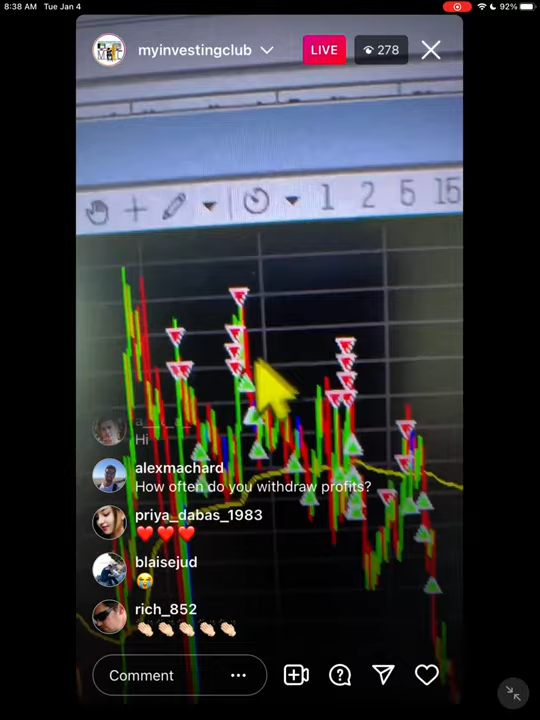 8:38 AM Tue Jan 4
92%
myinvestingclub
LIVE
278
1 2 5 15
Hi
alexmachard
How often do you withdraw profits?
priya_dabas_1983
blaisejud
rich_852
Comment